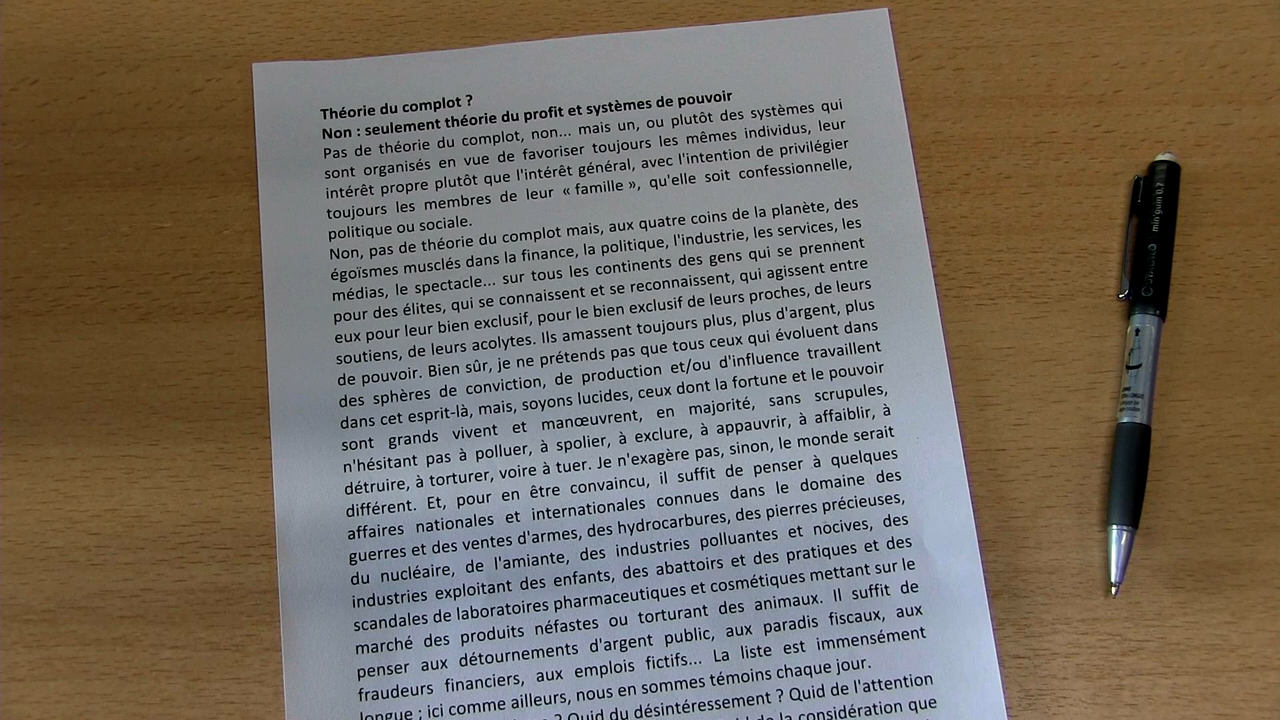 Théorie du complot ?
Non : seulement théorie du profit et systèmes de pouvoir
Pas de théorie du complot, non... mais un, ou plutôt des systèmes qui
sont organisés en vue de favoriser toujours les mêmes individus, leur
intérêt propre plutôt que l'intérêt général, avec l'intention de privilégier
toujours les membres de leur « famille », qu'elle soit confessionnelle,
politique ou sociale.
Non, pas de théorie du complot mais, aux quatre coins de la planète, des
égoïsmes musclés dans la finance, la politique, l'industrie, les services, les
médias, le spectacle... sur tous les continents des gens qui se prennent
pour des élites, qui se connaissent et se reconnaissent, qui agissent entre
eux pour leur bien exclusif, pour le bien exclusif de leurs proches, de leurs
soutiens, de leurs acolytes. Ils amassent toujours plus, plus d'argent, plus
de pouvoir. Bien sûr, je ne prétends pas que tous ceux qui évoluent dans
des sphères de conviction, de production et/ou d'influence travaillent
dans cet esprit-là, mais, soyons lucides, ceux dont la fortune et le pouvoir
sont grands vivent et manœuvrent, en majorité, sans scrupules,
n'hésitant pas à polluer, à spolier, à exclure, à appauvrir, à affaiblir, à
détruire, à torturer, voire à tuer. Je n'exagère pas, sinon, le monde serait
différent. Et, pour en être convaincu, il suffit de penser à quelques
affaires nationales et internationales connues dans le domaine des
guerres et des ventes d'armes, des hydrocarbures, des pierres précieuses,
du nucléaire, de l'amiante, des industries polluantes et nocives, des
industries exploitant des enfants, des abattoirs et des pratiques et des
scandales de laboratoires pharmaceutiques et cosmétiques mettant sur le
marché des produits néfastes ou torturant des animaux. Il suffit de
penser aux détournements d'argent public, aux paradis fiscaux, aux
fraudeurs financiers, aux emplois fictifs... La liste est immensément
longue ; ici comme ailleurs, nous en sommes témoins chaque jour.
? Quid du désintéressement ? Quid de l'attention
de la considération que
min'guin 0,7